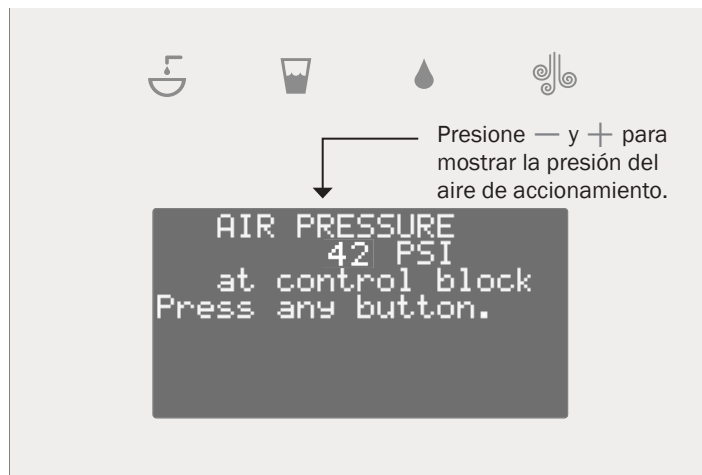 Presione — y + para
mostrar la presión del
aire de accionamiento.
AIR PRESSURE
42 PSI
at control block
Press any button.